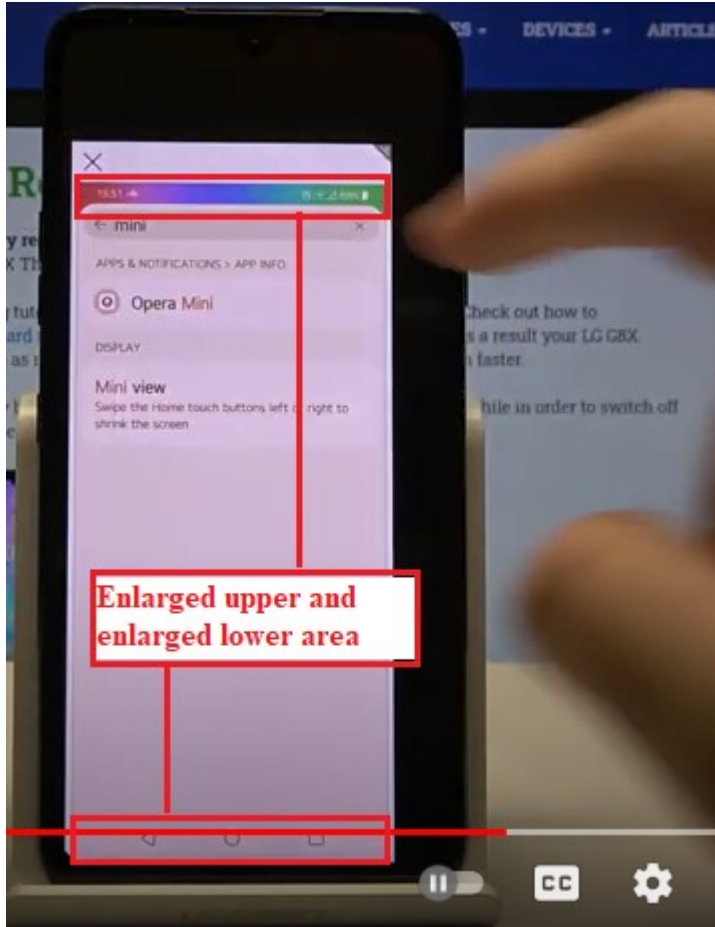 DEVICES
mini
APPS & NOTIFICATIONS > APP INFO
Opera Mini
DISPLAY
Mini view
Swipe the Home touch buttons left or right to
shrink the screen
Check out how to
a result your LG G8X
faster.
in order to switch off
Enlarged upper and
enlarged lower area
CC